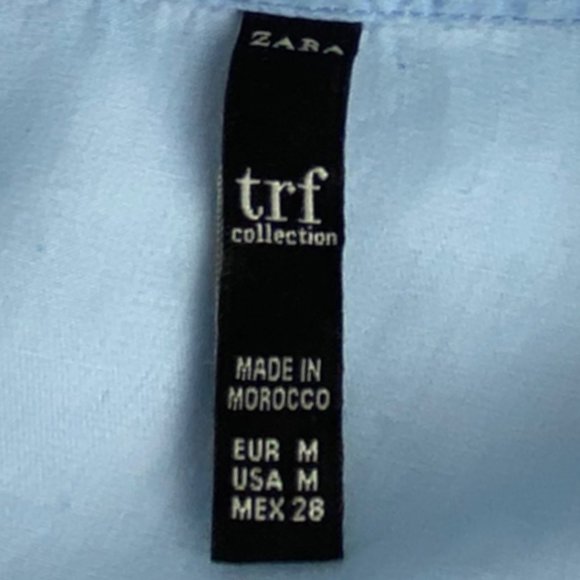 ZARA
trf
collection
MADE IN
MOROCCO
EUR M
USA M
MEX 28